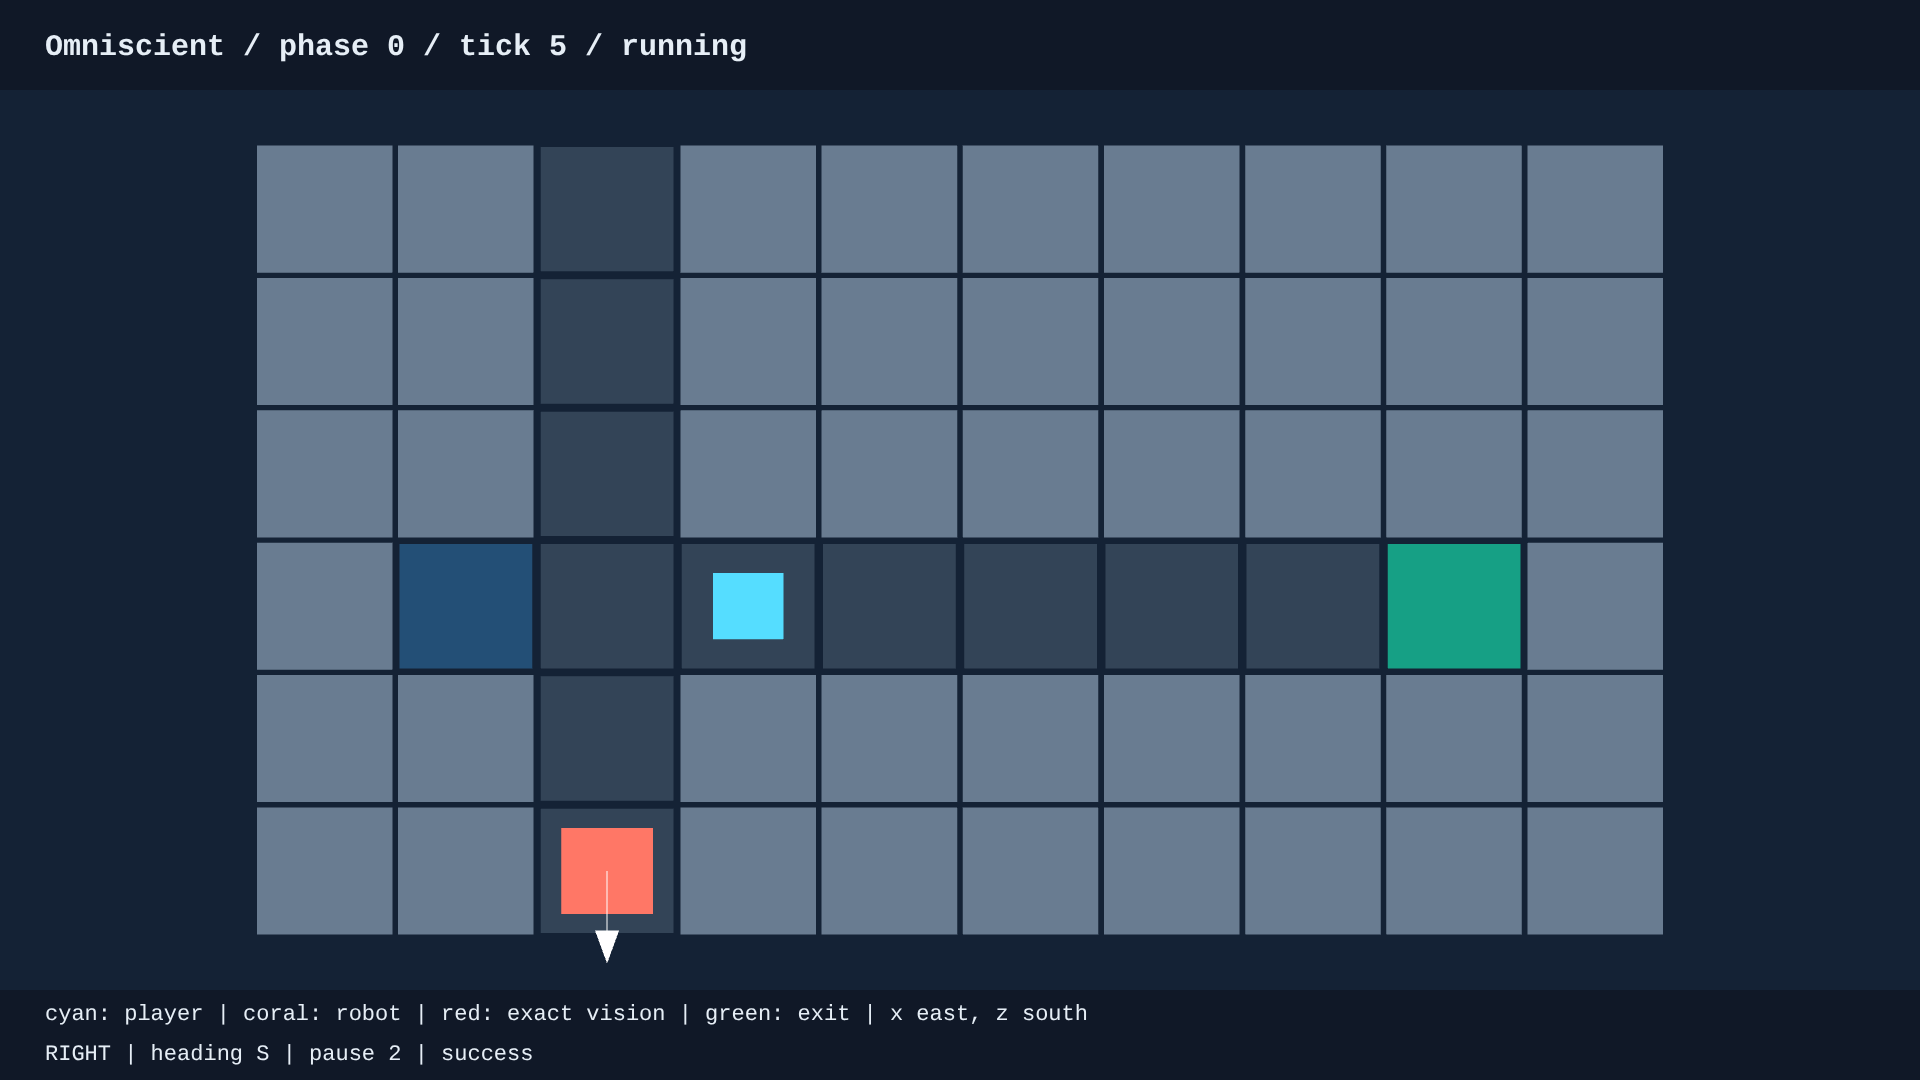 Omniscient / phase 0 / tick 5 / running
cyan: player | coral: robot | red: exact vision | green: exit | x east, z south
RIGHT | heading S | pause 2 | success